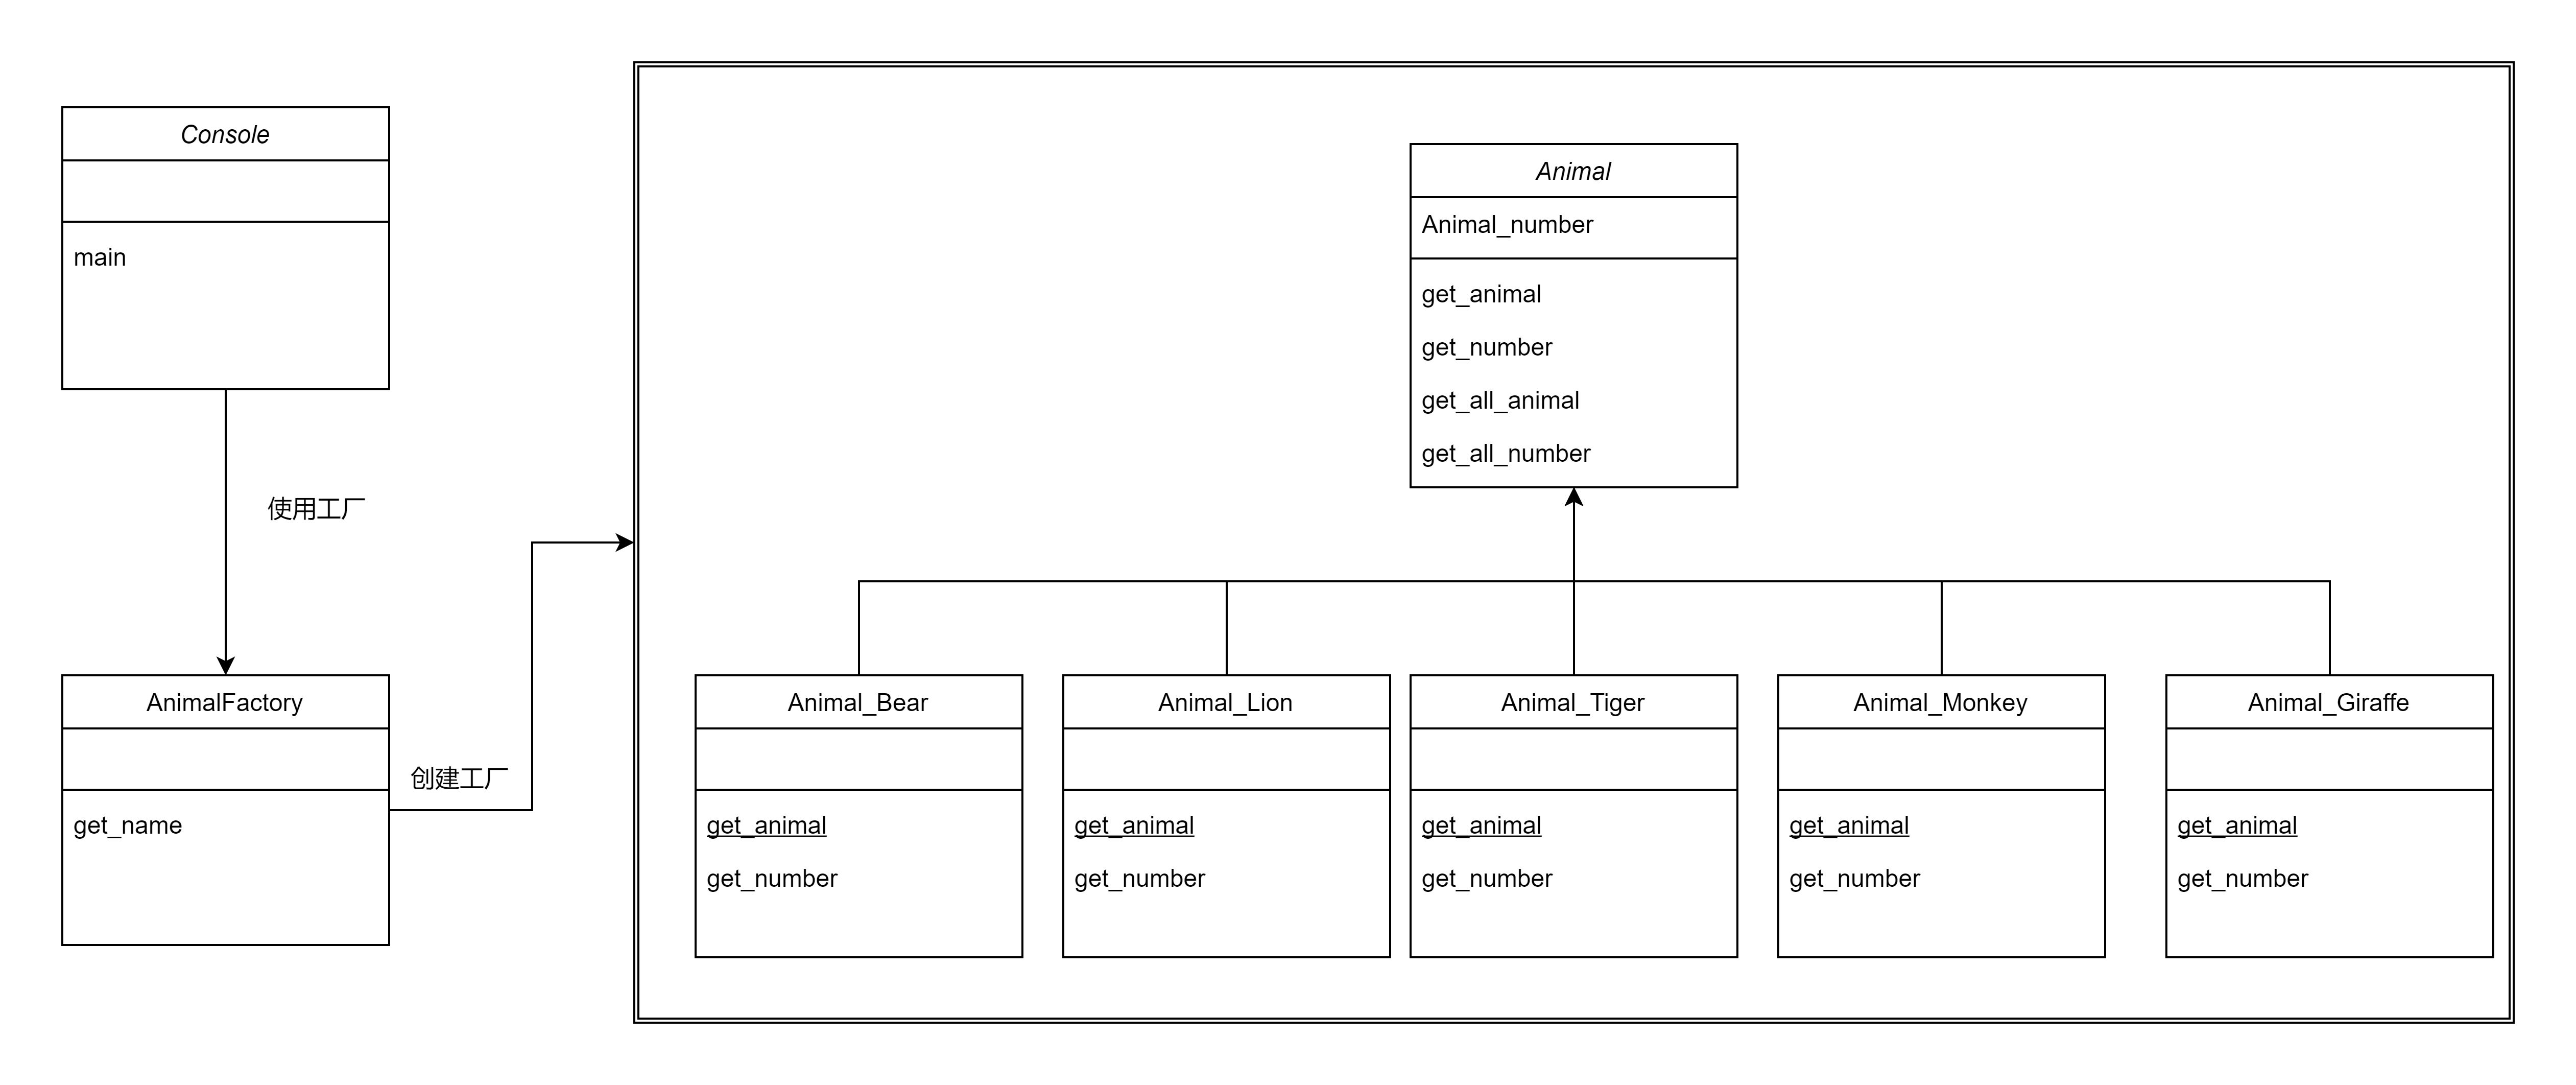 Console
main
使用工厂
AnimalFactory
get_name
创建工厂
Animal
Animal_number
get_animal
get_number
get_all_animal
get_all_number
Animal_Bear
get_animal
get_number
Animal_Lion
get_animal
get_number
Animal_Tiger
get_animal
get_number
Animal_Monkey
get_animal
get_number
Animal_Giraffe
get_animal
get_number